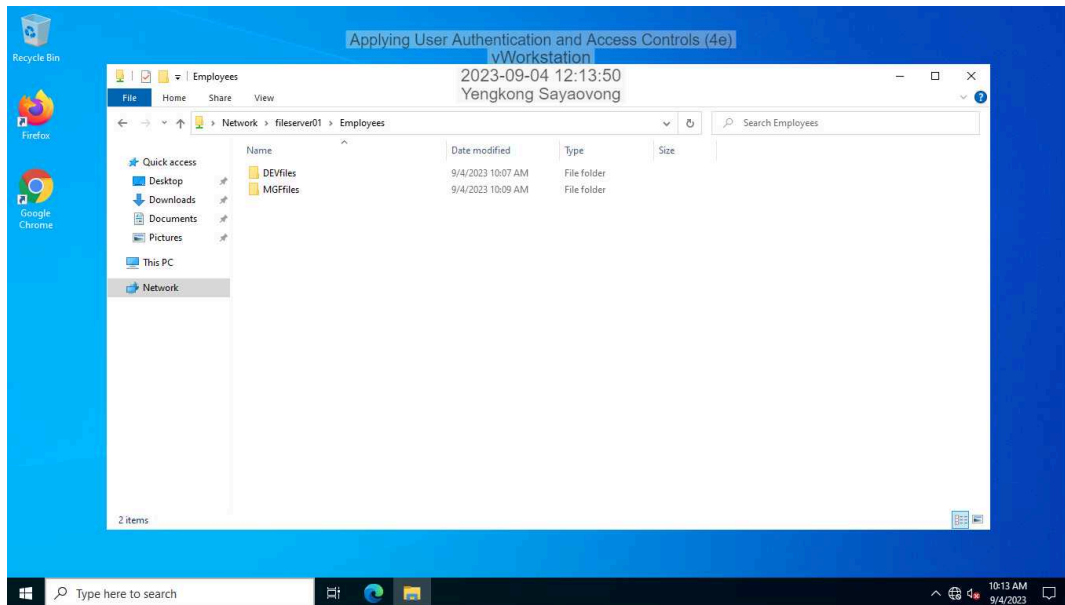 Applying User Authentication and Access Controls (4e)
vWorkstation
2023-09-04 12:13:50
Yengkong Sayaovong
Recycle Bin
Employees
File Home Share View
Network › fileserver01 › Employees
Search Employees
Firefox
Google
Chrome
Quick access
Desktop
Downloads
Documents
Pictures
This PC
Network
Name Date modified Type Size
DEVfiles 9/4/2023 10:07 AM File folder
MGFfiles 9/4/2023 10:09 AM File folder
2 items
Type here to search
10:13 AM
9/4/2023